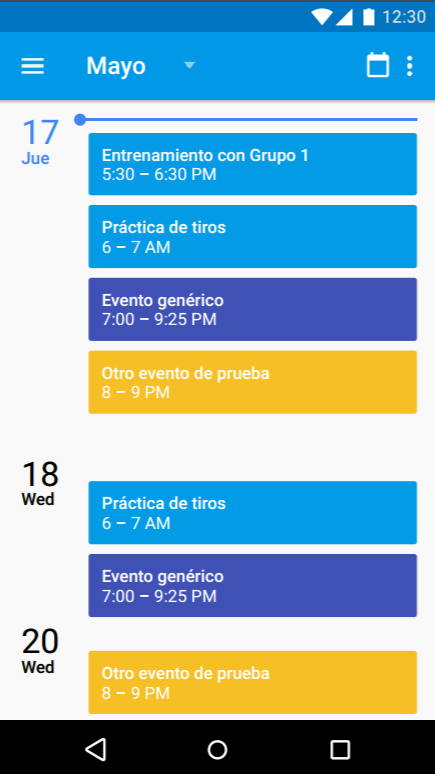 12:30
Mayo
17
Jue
Entrenamiento con Grupo 1
5:30 – 6:30 PM
Práctica de tiros
6 – 7 AM
Evento genérico
7:00 – 9:25 PM
Otro evento de prueba
8 – 9 PM
18
Wed
Práctica de tiros
6 – 7 AM
Evento genérico
7:00 – 9:25 PM
20
Wed
Otro evento de prueba
8 – 9 PM